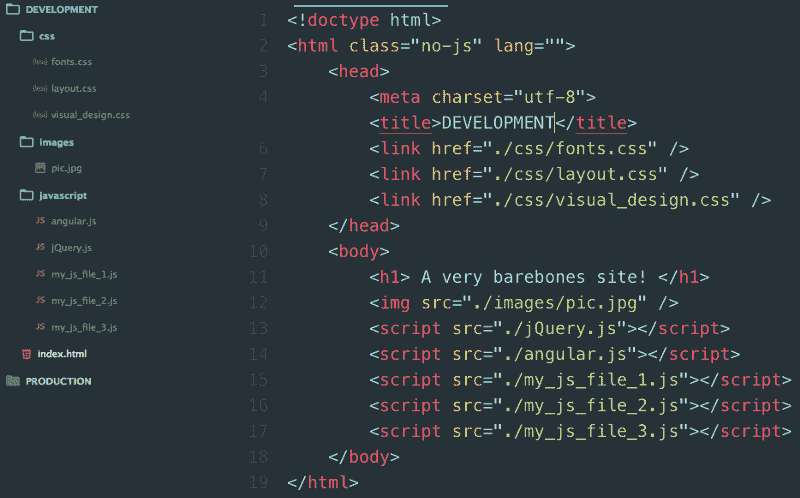 DEVELOPMENT
css
fonts.css
layout.css
visual_design.css
images
pic.jpg
javascript
JS angular.js
JS jQuery.js
JS my_js_file_1.js
JS my_js_file_2.js
JS my_js_file_3.js
index.html
PRODUCTION
1 <!doctype html>
2 <html class="no-js" lang="">
3 <head>
4 <meta charset="utf-8">
5 <title>DEVELOPMENT</title>
6 <link href="./css/fonts.css" />
7 <link href="./css/layout.css" />
8 <link href="./css/visual_design.css" />
9 </head>
10 <body>
11 <h1> A very barebones site! </h1>
12 <img src="./images/pic.jpg" />
13 <script src="./jQuery.js"></script>
14 <script src="./angular.js"></script>
15 <script src="./my_js_file_1.js"></script>
16 <script src="./my_js_file_2.js"></script>
17 <script src="./my_js_file_3.js"></script>
18 </body>
19 </html>